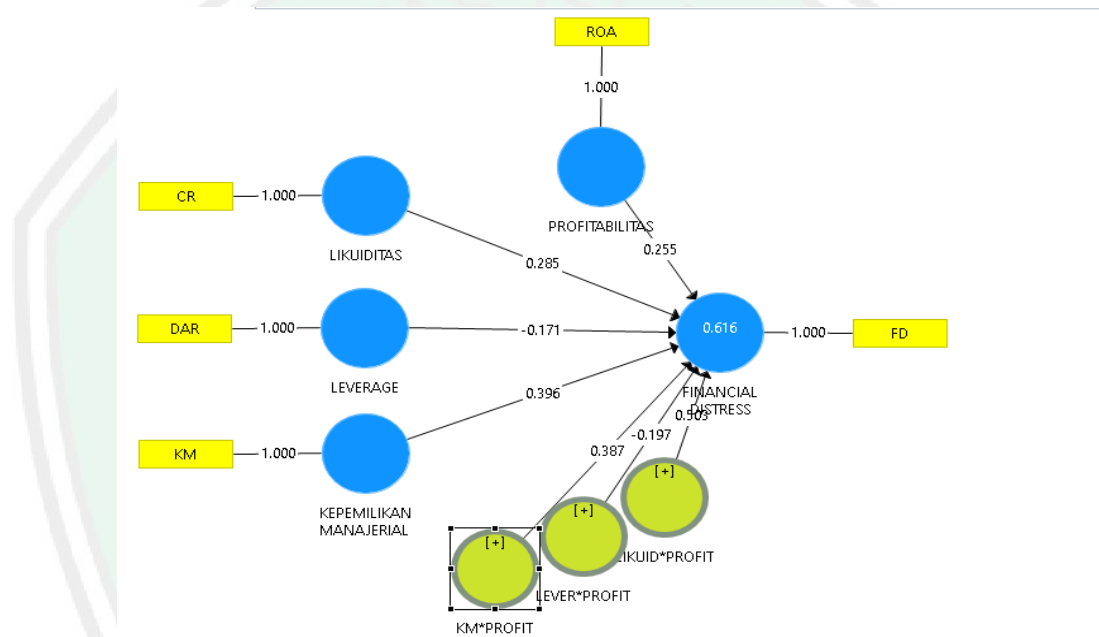 ROA
1.000
PROFITABILITAS
CR
1.000
LIKUIDITAS
0.285
0.255
DAR
1.000
LEVERAGE
-0.171
0.616
1.000
FD
FINANCIAL
DISTRESS
KM
1.000
KEPEMILIKAN
MANAJERIAL
0.396
0.387
-0.197
0.503
[+]
KM*PROFIT
[+]
LEVER*PROFIT
[+]
LIKUID*PROFIT